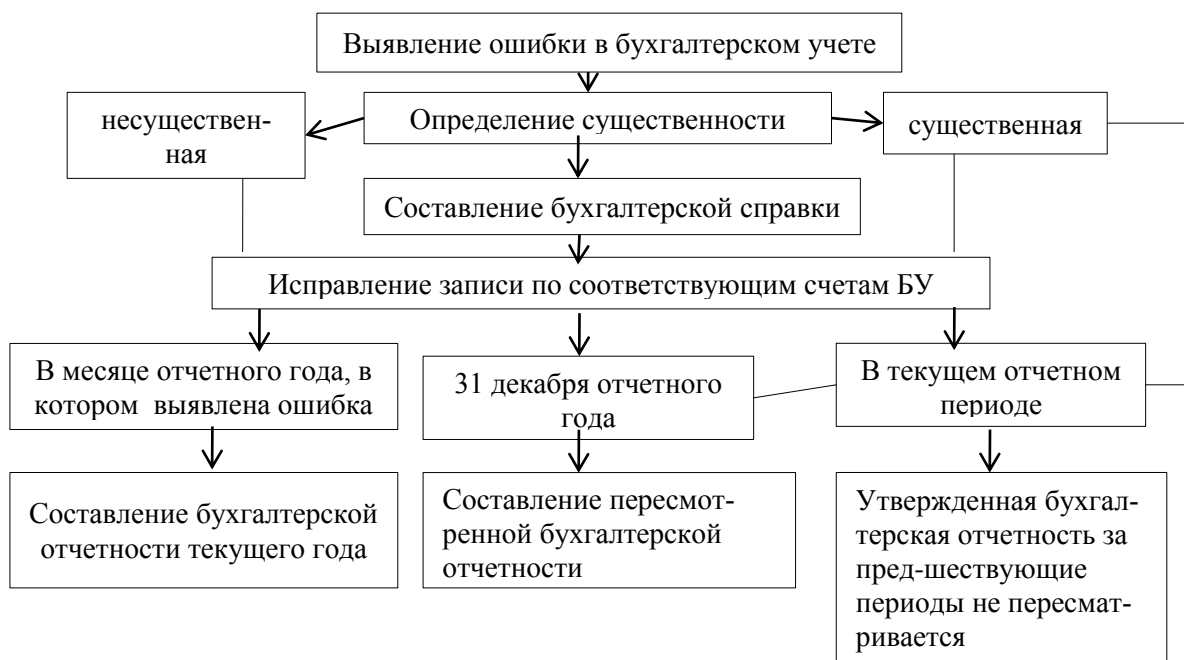 Выявление ошибки в бухгалтерском учете
несуществен-
ная
Определение существенности
существенная
Составление бухгалтерской справки
Исправление записи по соответствующим счетам БУ
В месяце отчетного года, в
котором выявлена ошибка
31 декабря отчетного
года
В текущем отчетном
периоде
Составление бухгалтерской
отчетности текущего года
Составление пересмот-
ренной бухгалтерской
отчетности
Утвержденная бухгал-
терская отчетность за
пред-шествующие
периоды не пересмат-
ривается